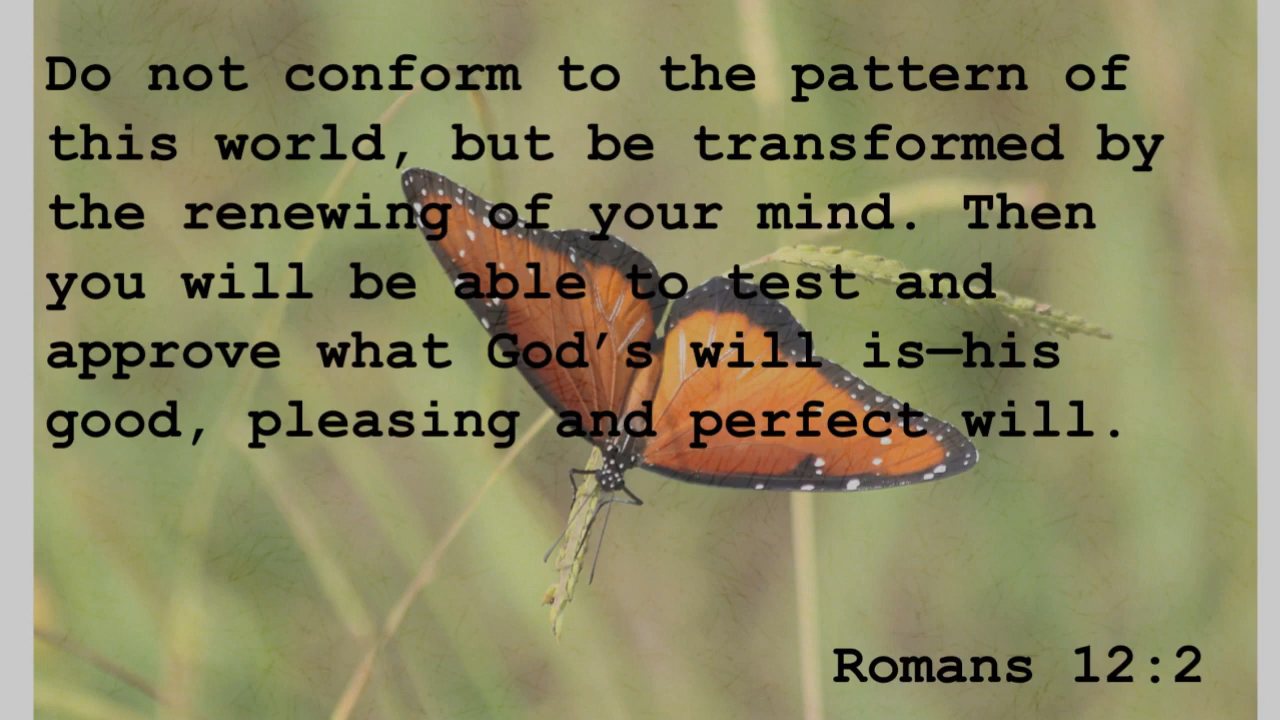 Do not conform to the pattern of
this world, but be transformed by
the renewing of your mind. Then
you will be able to test and
approve what God’s will is—his
good, pleasing and perfect will.
Romans 12:2